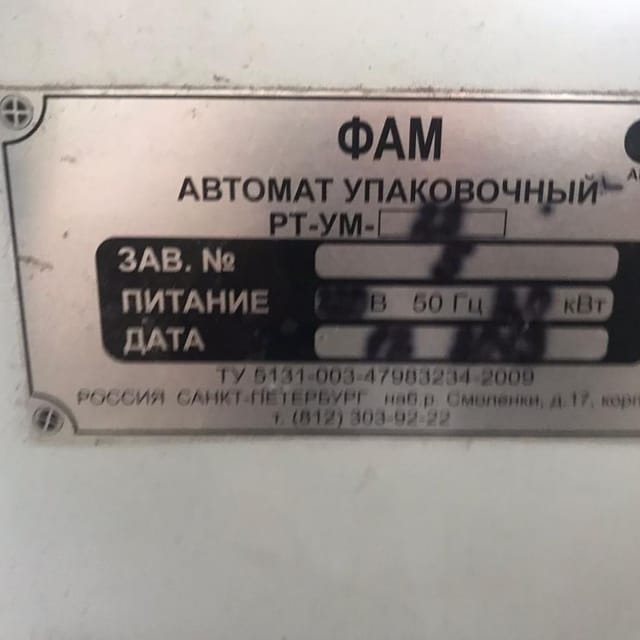 ФАМ
АВТОМАТ УПАКОВОЧНЫЙ
РТ-УМ-
ЗАВ. №
ПИТАНИЕ В 50 Гц кВт
ДАТА
ТУ 5131-003-47983234-2009
РОССИЯ САНКТ-ПЕТЕРБУРГ наб.р. Смоленки, д.17, корп
т. (812) 303-92-22